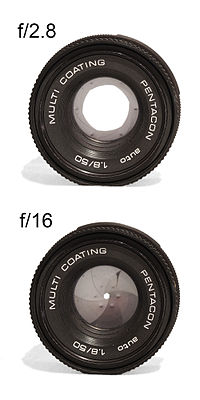 f/2.8
MULTI COATING
PENTACON auto 1.8/50
f/16
MULTI COATING
PENTACON auto 1.8/50